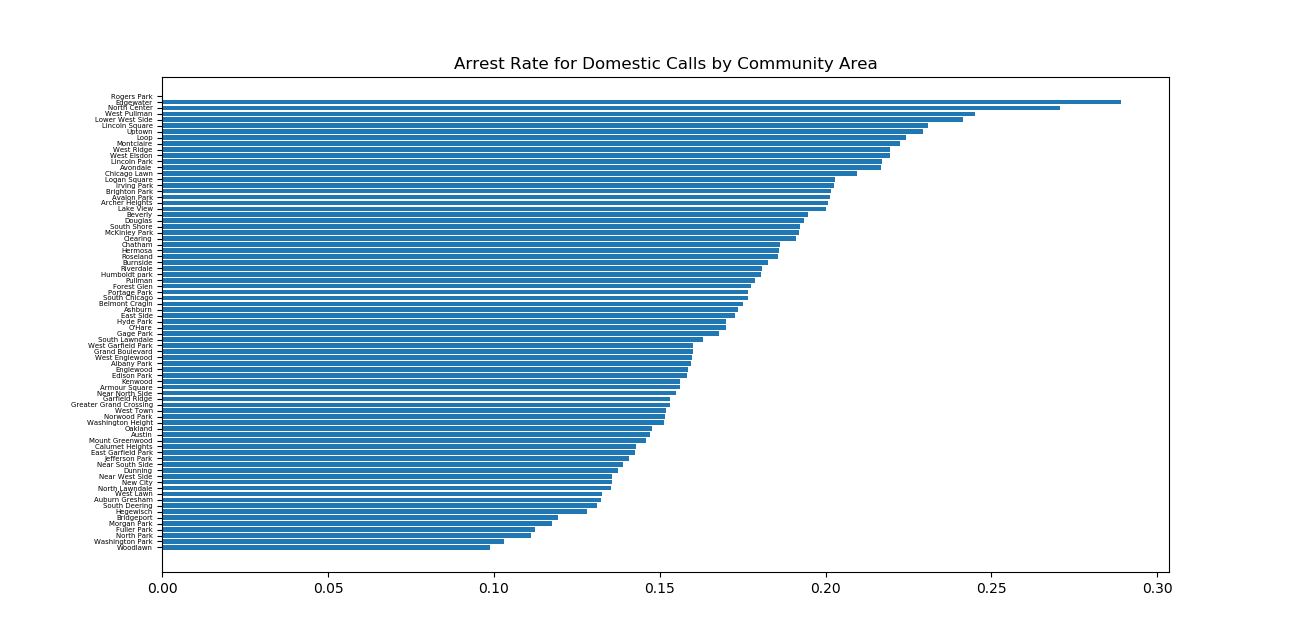 Arrest Rate for Domestic Calls by Community Area
Rogers Park
Edgewater
North Center
West Pullman
Lower West Side
Lincoln Square
Uptown
Loop
Montclaire
West Ridge
West Elsdon
Lincoln Park
Avondale
Chicago Lawn
Logan Square
Irving Park
Brighton Park
Avalon Park
Archer Heights
Lake View
Beverly
Douglas
South Shore
McKinley Park
Clearing
Chatham
Hermosa
Roseland
Burnside
Riverdale
Humboldt park
Pullman
Forest Glen
Portage Park
South Chicago
Belmont Cragin
Ashburn
East Side
Hyde Park
O'Hare
Gage Park
South Lawndale
West Garfield Park
Grand Boulevard
West Englewood
Albany Park
Englewood
Edison Park
Kenwood
Armour Square
Near North Side
Garfield Ridge
Greater Grand Crossing
West Town
Norwood Park
Washington Height
Oakland
Austin
Mount Greenwood
Calumet Heights
East Garfield Park
Jefferson Park
Near South Side
Dunning
Near West Side
New City
North Lawndale
West Lawn
Auburn Gresham
South Deering
Hegewisch
Bridgeport
Morgan Park
Fuller Park
North Park
Washington Park
Woodlawn
0.00 0.05 0.10 0.15 0.20 0.25 0.30